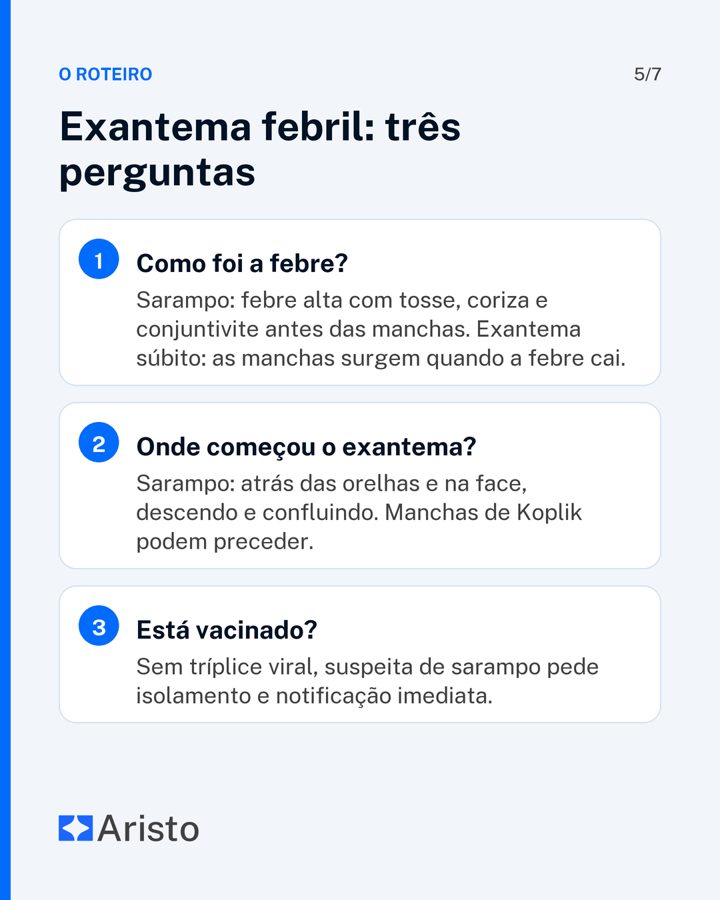 O ROTEIRO
5/7
Exantema febril: três
perguntas
1
Como foi a febre?
Sarampo: febre alta com tosse, coriza e
conjuntivite antes das manchas. Exantema
súbito: as manchas surgem quando a febre cai.
2
Onde começou o exantema?
Sarampo: atrás das orelhas e na face,
descendo e confluindo. Manchas de Koplik
podem preceder.
3
Está vacinado?
Sem tríplice viral, suspeita de sarampo pede
isolamento e notificação imediata.
Aristo